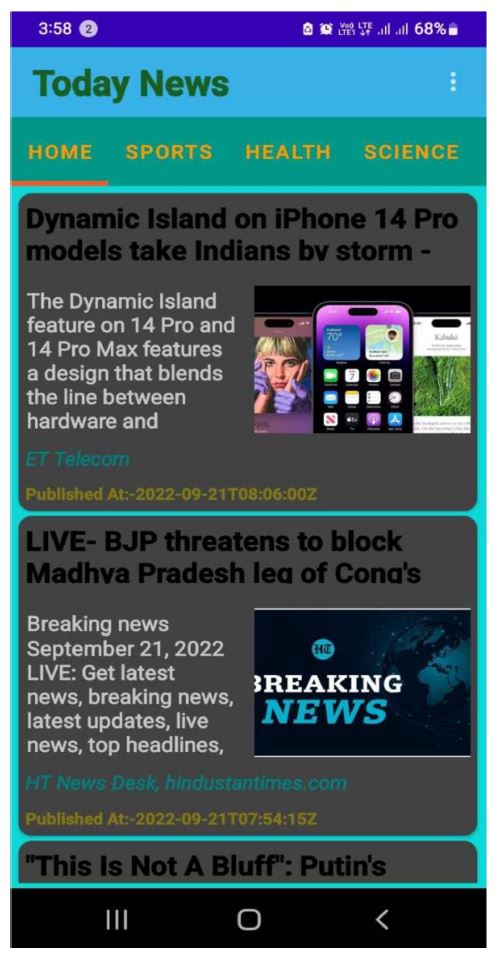 3:58 2 68%
Today News
HOME SPORTS HEALTH SCIENCE
Dynamic Island on iPhone 14 Pro
models take Indians by storm -
The Dynamic Island
feature on 14 Pro and
14 Pro Max features
a design that blends
the line between
hardware and
ET Telecom
Published At:-2022-09-21T08:06:00Z
LIVE- BJP threatens to block
Madhya Pradesh leg of Cong's
Breaking news
September 21, 2022
LIVE: Get latest
news, breaking news,
latest updates, live
news, top headlines,
HT
BREAKING
NEWS
HT News Desk, hindustantimes.com
Published At:-2022-09-21T07:54:15Z
"This Is Not A Bluff": Putin's